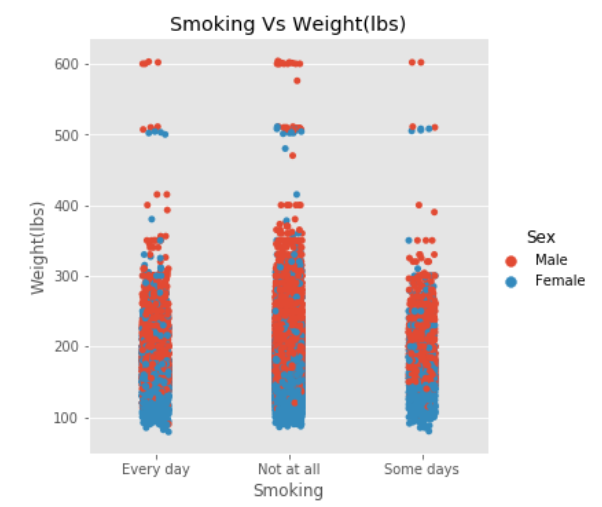 Smoking Vs Weight(lbs)
600
500
400
300
200
100
Weight(lbs)
Every day
Not at all
Some days
Smoking
Sex
Male
Female